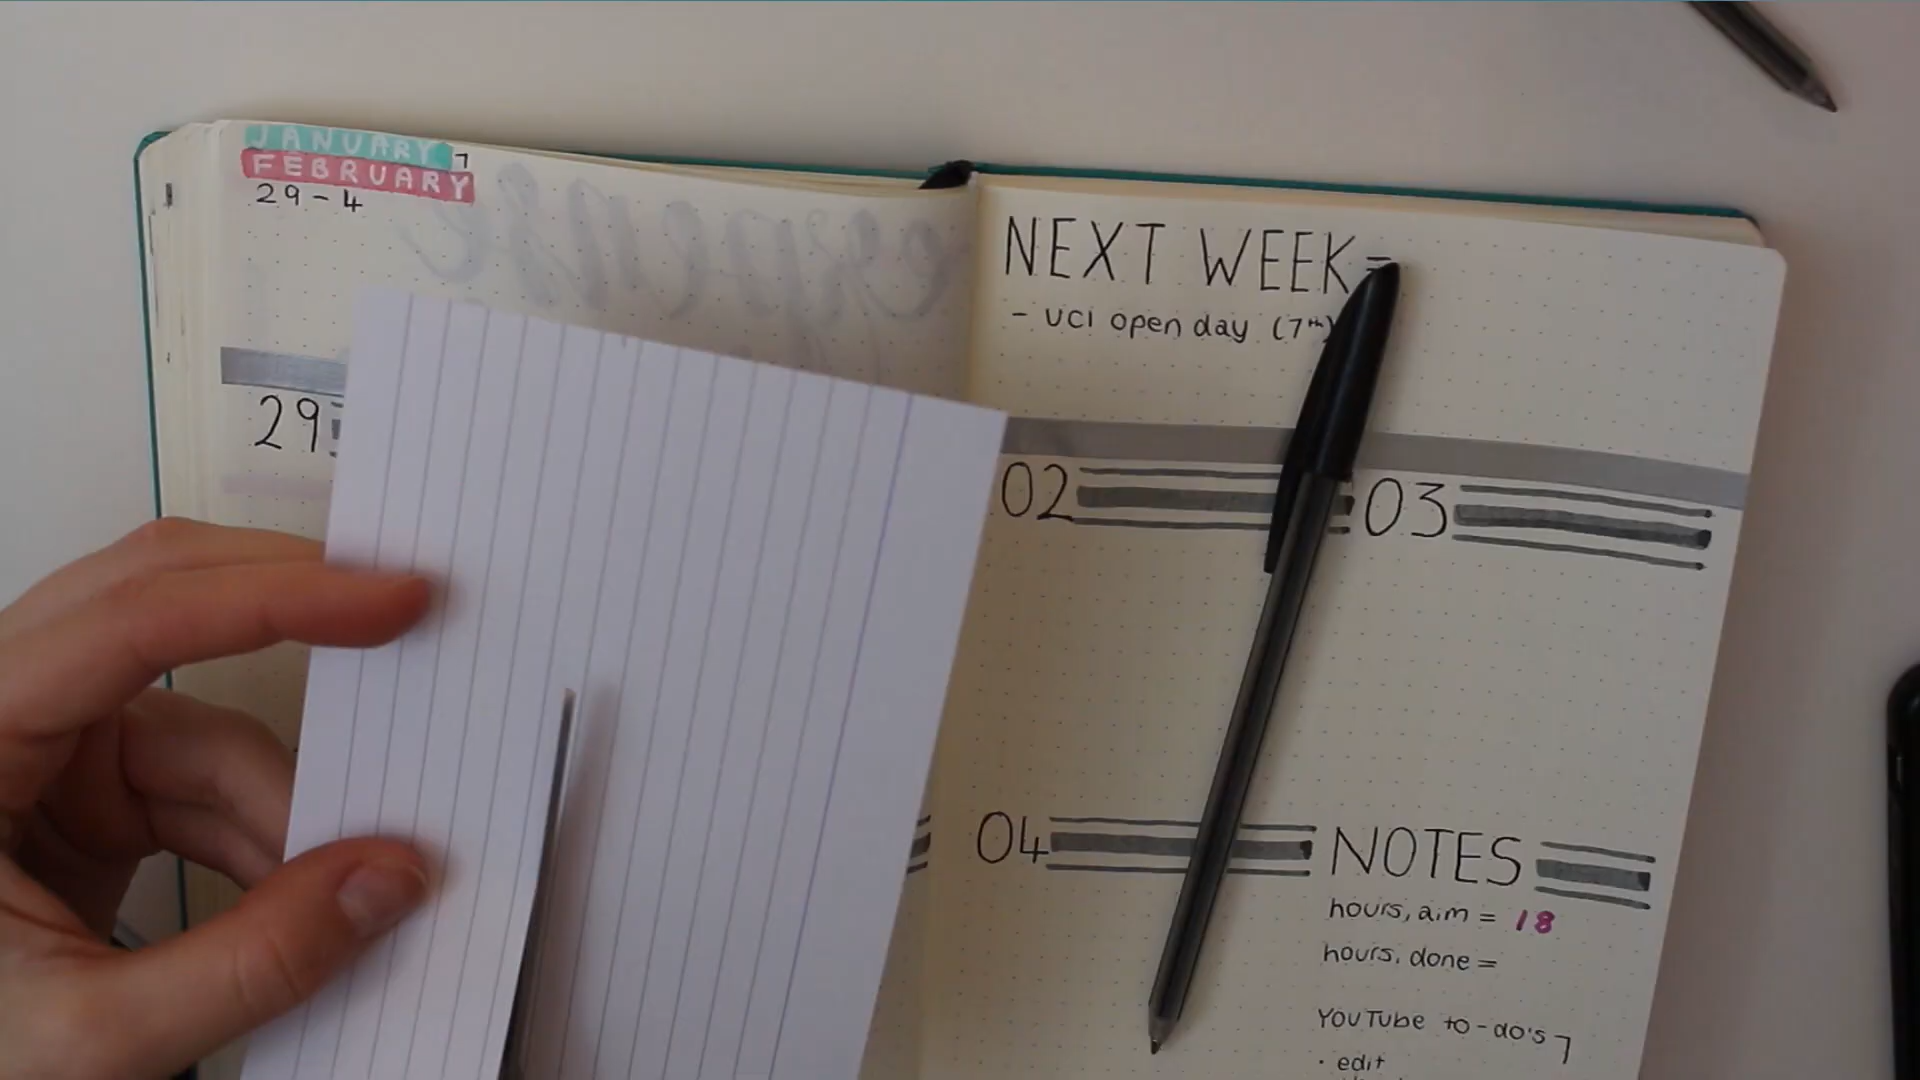 JANUARY
FEBRUARY
29 - 4
expense
29
NEXT WEEK =
- UCI open day (7th)
02
03
04
NOTES
hours, aim = 18
hours, done =
YouTube to-do's
• edit